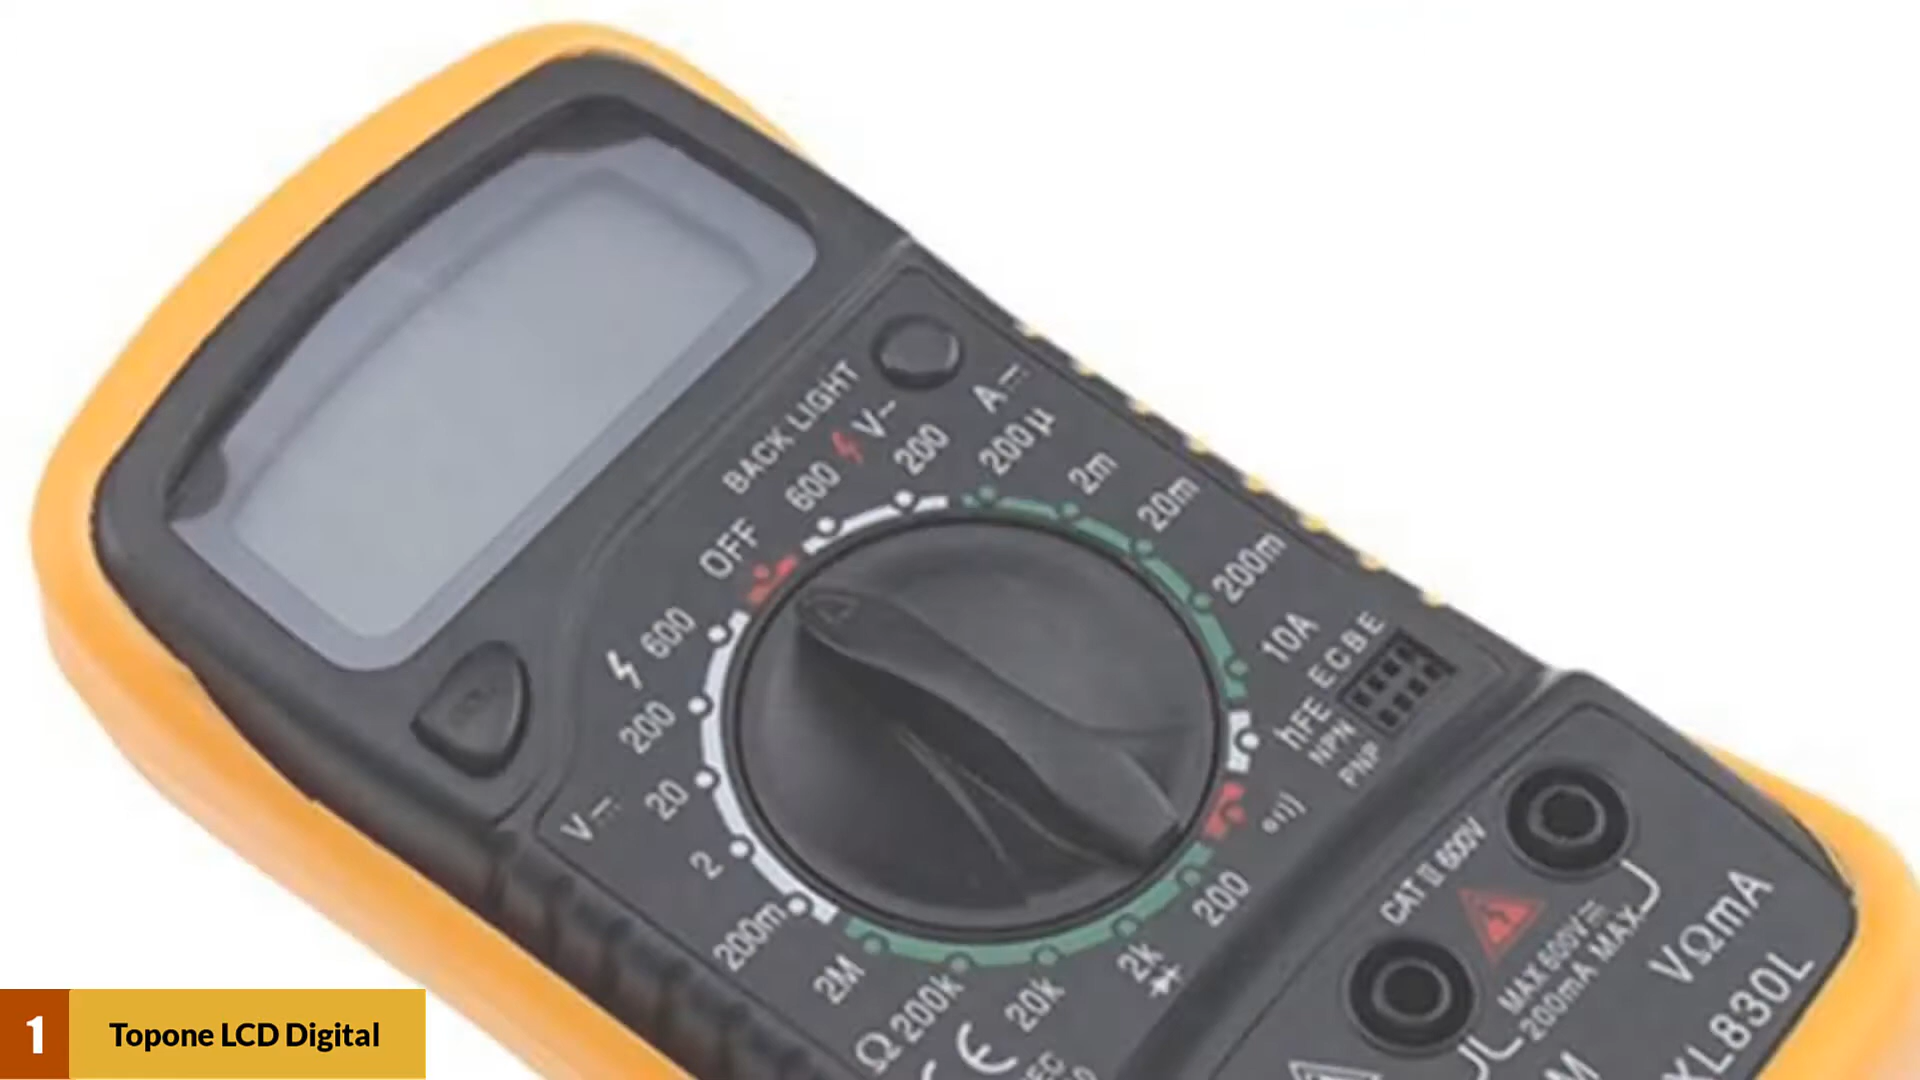 BACK LIGHT
A
OFF
600
V~
200
200µ
2m
20m
200m
10A
E C B E
hFE
NPN
PNP
600
200
20
2
200m
V
2M
200k
20k
2k
200
Ω
CE
CAT II 600V
MAX 600V
200mA MAX
VΩmA
XL830L
1
Topone LCD Digital